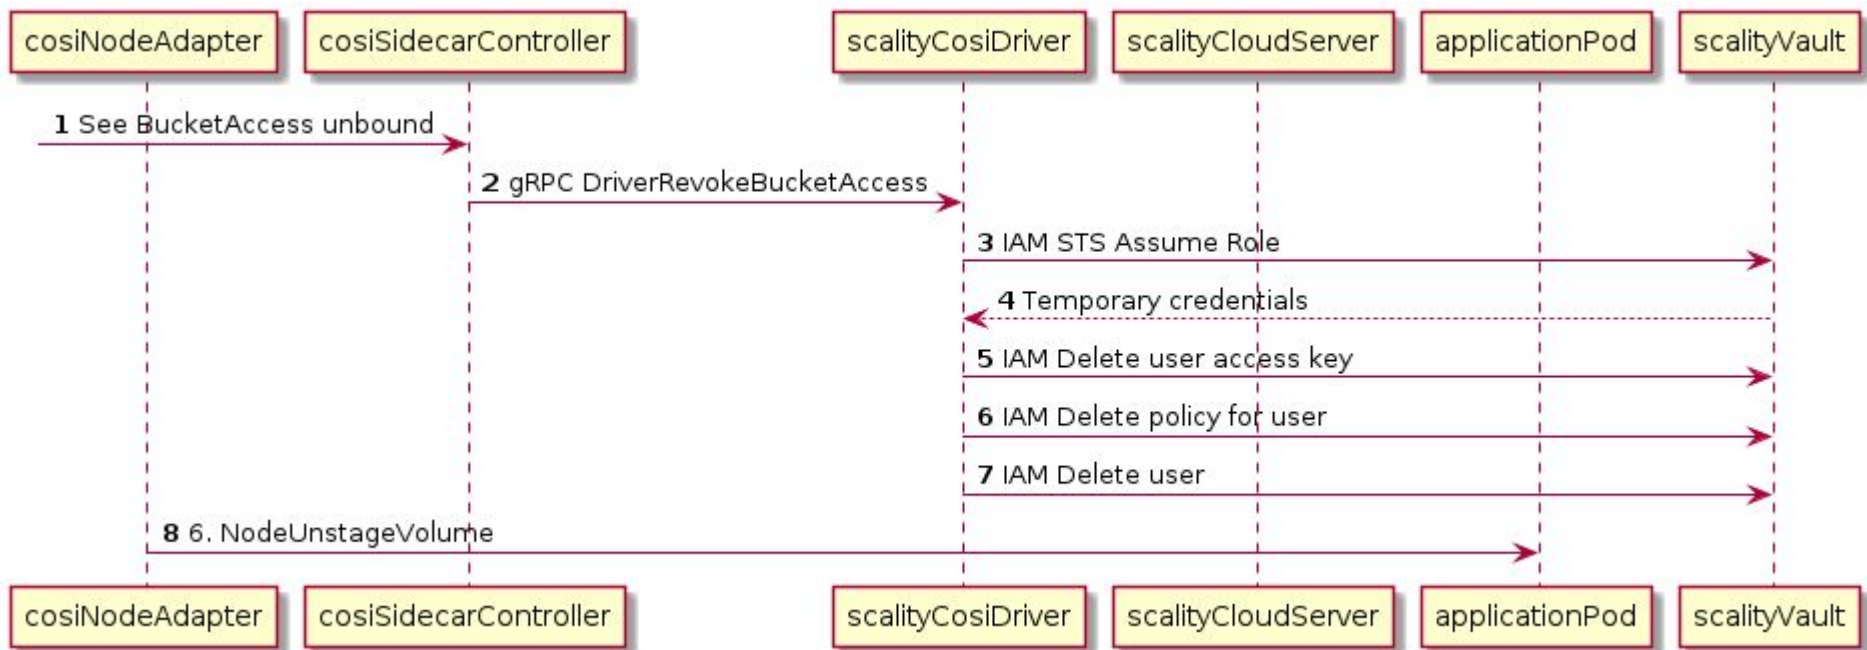 cosiNodeAdapter cosiSidecarController scalityCosiDriver scalityCloudServer applicationPod scalityVault
1 See BucketAccess unbound
2 gRPC DriverRevokeBucketAccess
3 IAM STS Assume Role
4 Temporary credentials
5 IAM Delete user access key
6 IAM Delete policy for user
7 IAM Delete user
8 6. NodeUnstageVolume
cosiNodeAdapter cosiSidecarController scalityCosiDriver scalityCloudServer applicationPod scalityVault